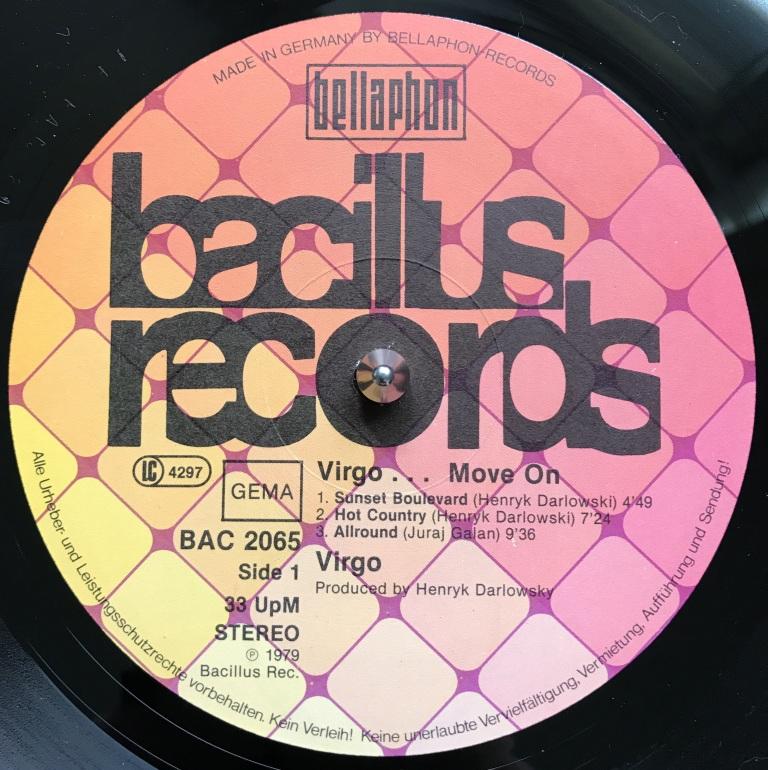 MADE IN GERMANY BY BELLAPHON-RECORDS
bellaphon
bacillus
records
LC 4297
GEMA
BAC 2065
Side 1
33 UpM
STEREO
℗ 1979
Bacillus Rec.
Virgo . . . Move On
1. Sunset Boulevard (Henryk Darlowski) 4'49
2. Hot Country (Henryk Darlowski) 7'24
3. Allround (Juraj Galan) 9'36
Virgo
Produced by Henryk Darlowsky
Alle Urheber- und Leistungsschutzrechte vorbehalten. Kein Verleih! Keine unerlaubte Vervielfältigung, Vermietung, Aufführung und Sendung!